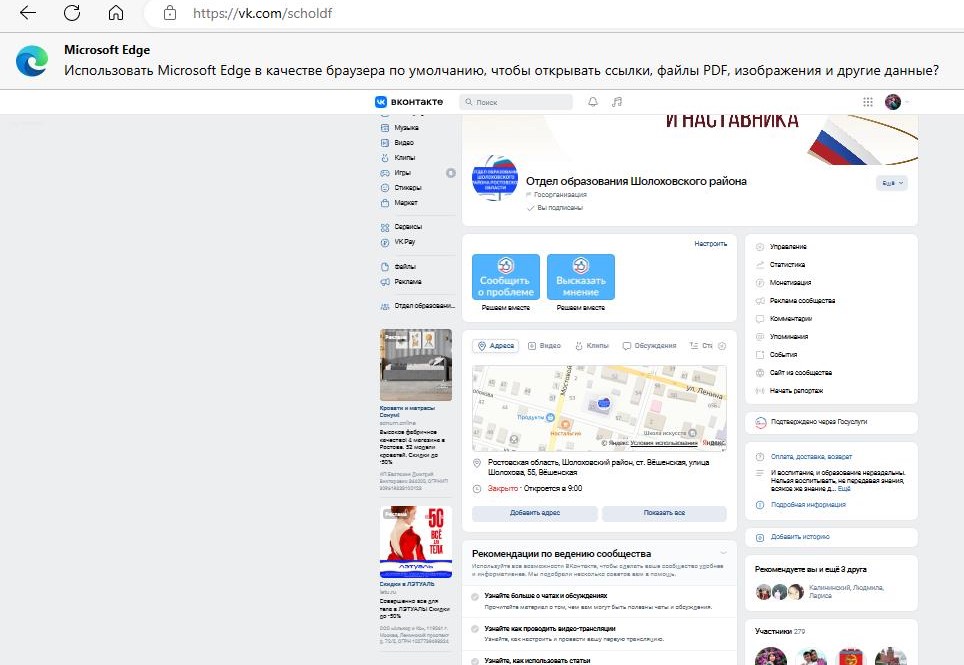 https://vk.com/scholdf
Microsoft Edge
Использовать Microsoft Edge в качестве браузера по умолчанию, чтобы открывать ссылки, файлы PDF, изображения и другие данные?
вконтакте
Поиск
Музыка
Видео
Клипы
Игры
Стикеры
Маркет
Сервисы
VK Pay
Файлы
Реклама
Отдел образовани...
Кровати и матрасы
Сонум!
sonum.online
Высокое фабричное
качество! 4 магазина в
Ростове. 32 модели
кроватей. Скидки до
-50%
Скидки в ЛЭТУАЛЬ
letu.ru
Совершенно все для
тела в ЛЭТУАЛЬ! Скидки
до -50%
И НАСТАВНИКА
Отдел образования Шолоховского района
Госорганизация
Вы подписаны
Ещё
Настроить
Сообщить
о проблеме
Высказать
мнение
Решаем вместе
Решаем вместе
Адреса
Видео
Клипы
Обсуждения
Ста
Мостовой
ул. Ленина
Продукты
Ностальгия
Школа искусств
© Яндекс Условия использования Яндекс
Ростовская область, Шолоховский район, ст. Вёшенская, улица
Шолохова, 55, Вёшенская
Закрыто · Откроется в 9:00
Добавить адрес
Показать все
Рекомендации по ведению сообщества
Используйте все возможности ВКонтакте, чтобы сделать ваше сообщество удобнее
и информативнее. Мы подобрали несколько советов вам в помощь.
Узнайте больше о чатах и обсуждениях
Прочитайте материал о том, чем вам могут быть полезны чаты и обсуждения.
Узнайте как проводить видео-трансляции
Узнайте, как настроить и провести вашу первую трансляцию.
Узнайте, как использовать статьи
Управление
Статистика
Монетизация
Реклама сообщества
Комментарии
Упоминания
События
Сайт из сообщества
Начать репортаж
Подтверждено через Госуслуги
Оплата, доставка, возврат
И воспитание, и образование нераздельны.
Нельзя воспитывать, не передавая знания,
всякое же знание д... Ещё
Подробная информация
Добавить историю
Рекомендуете вы и ещё 3 друга
Калининский, Людмила,
Лариса
Участники 279